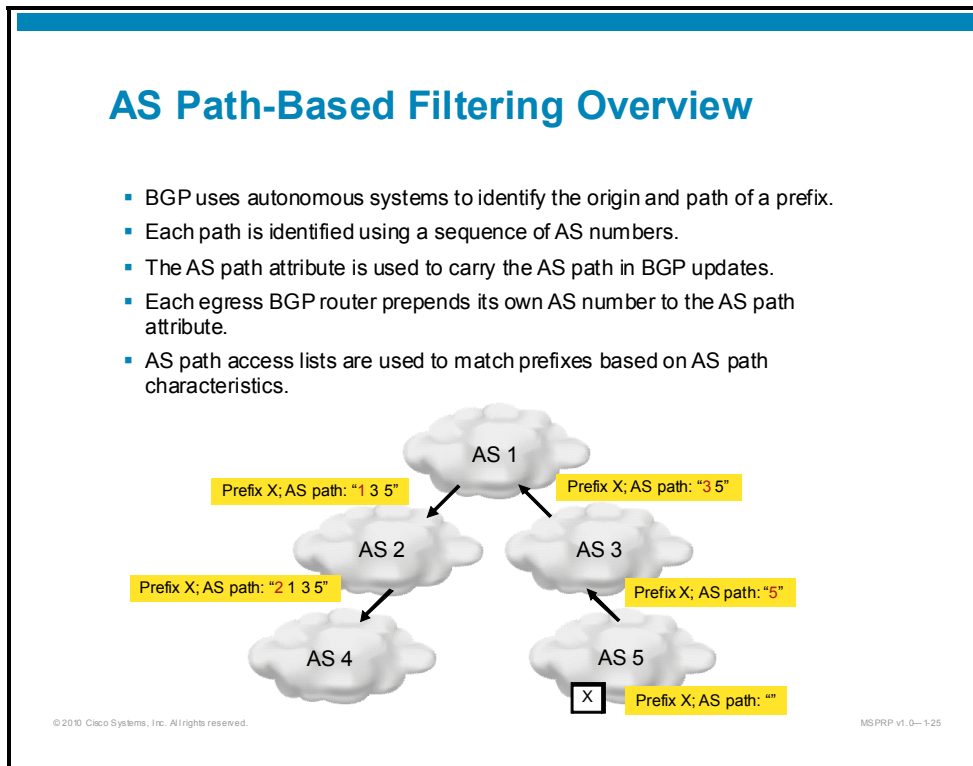 AS Path-Based Filtering Overview
▪ BGP uses autonomous systems to identify the origin and path of a prefix.
▪ Each path is identified using a sequence of AS numbers.
▪ The AS path attribute is used to carry the AS path in BGP updates.
▪ Each egress BGP router prepends its own AS number to the AS path
attribute.
▪ AS path access lists are used to match prefixes based on AS path
characteristics.
AS 1
Prefix X; AS path: “1 3 5”
Prefix X; AS path: “3 5”
AS 2
AS 3
Prefix X; AS path: “2 1 3 5”
Prefix X; AS path: “5”
AS 4
AS 5
X
Prefix X; AS path: “”
© 2010 Cisco Systems, Inc. All rights reserved.
MSPRP v1.0—1-25